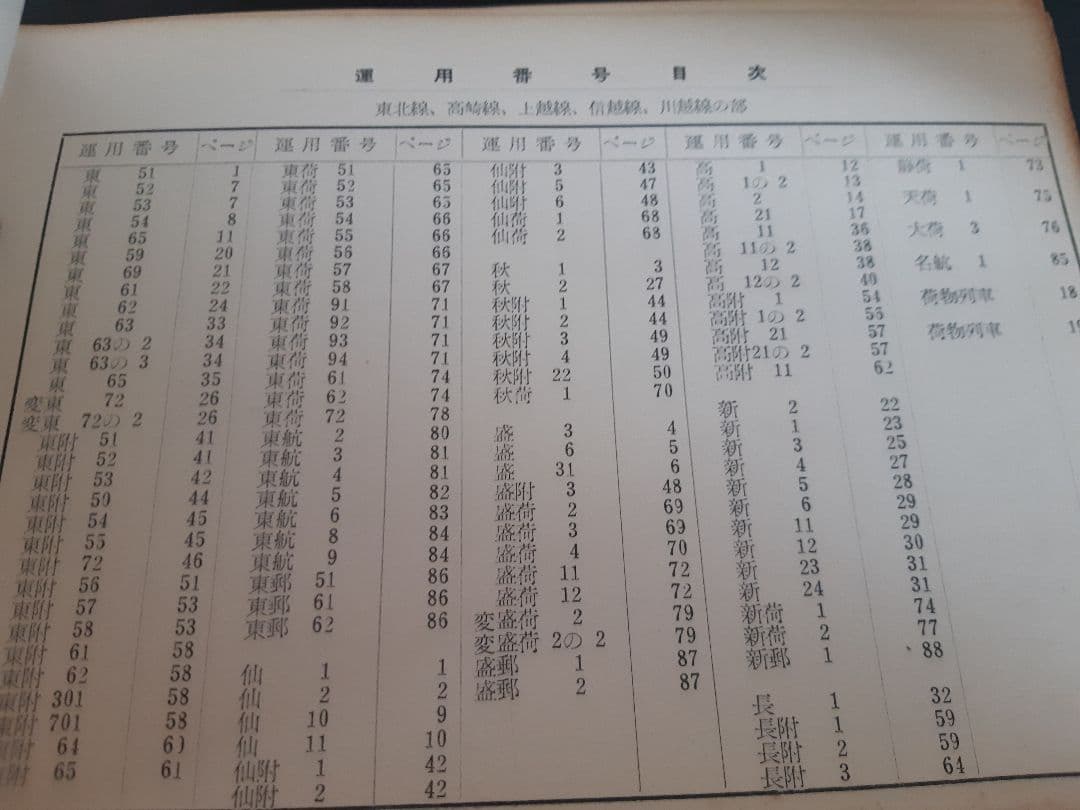 運用番号目次
東北線、高崎線、上越線、信越線、川越線の部
運用番号 ページ
東 51 1
東 52 7
東 53 7
東 54 8
東 65 11
東 59 20
東 69 21
東 61 22
東 62 24
東 63 33
東 63の2 34
東 63の3 34
東 65 35
変東 72 26
変東 72の2 26
東附 51 41
東附 52 41
東附 53 42
東附 59 44
東附 54 45
東附 55 45
東附 72 46
東附 56 51
東附 57 53
東附 58 53
東附 61 58
東附 62 58
東附 301 58
東附 701 58
附 64 60
附 65 61
運用番号 ページ
東荷 51 65
東荷 52 65
東荷 53 65
東荷 54 66
東荷 55 66
東荷 56 66
東荷 57 67
東荷 58 67
東荷 91 71
東荷 92 71
東荷 93 71
東荷 94 71
東荷 61 74
東荷 62 74
東荷 72 78
東航 2 80
東航 3 81
東航 4 81
東航 5 82
東航 6 83
東航 8 84
東航 9 84
東郵 51 86
東郵 61 86
東郵 62 86
仙 1 1
仙 2 2
仙 10 9
仙 11 10
仙附 1 42
仙附 2 42
運用番号 ページ
仙附 3 43
仙附 5 47
仙附 6 48
仙荷 1 68
仙荷 2 68
秋 1 3
秋 2 27
秋附 1 44
秋附 2 44
秋附 3 49
秋附 4 49
秋附 22 50
秋荷 1 70
盛 3 4
盛 6 5
盛 31 6
盛附 3 48
盛荷 2 69
盛荷 3 69
盛荷 4 70
盛荷 11 72
盛荷 12 72
変盛荷 2 79
変盛荷 2の2 79
盛郵 1 87
盛郵 2 87
運用番号 ページ
高 1 12
高 1の2 13
高 2 14
高 21 17
高 11 36
高 11の2 38
高 12 38
高 12の2 40
高附 1 54
高附 1の2 56
高附 21 57
高附21の2 57
高附 11 62
新 2 22
新 1 23
新 3 25
新 4 27
新 5 28
新 6 29
新 11 29
新 12 30
新 23 31
新 24 31
新荷 1 74
新荷 2 77
新郵 1 88
長 1 32
長附 1 59
長附 2 59
長附 3 64
運用番号 ページ
静荷 1 73
天荷 1 75
大荷 3 76
名航 1 85
荷物列車 18
荷物列車